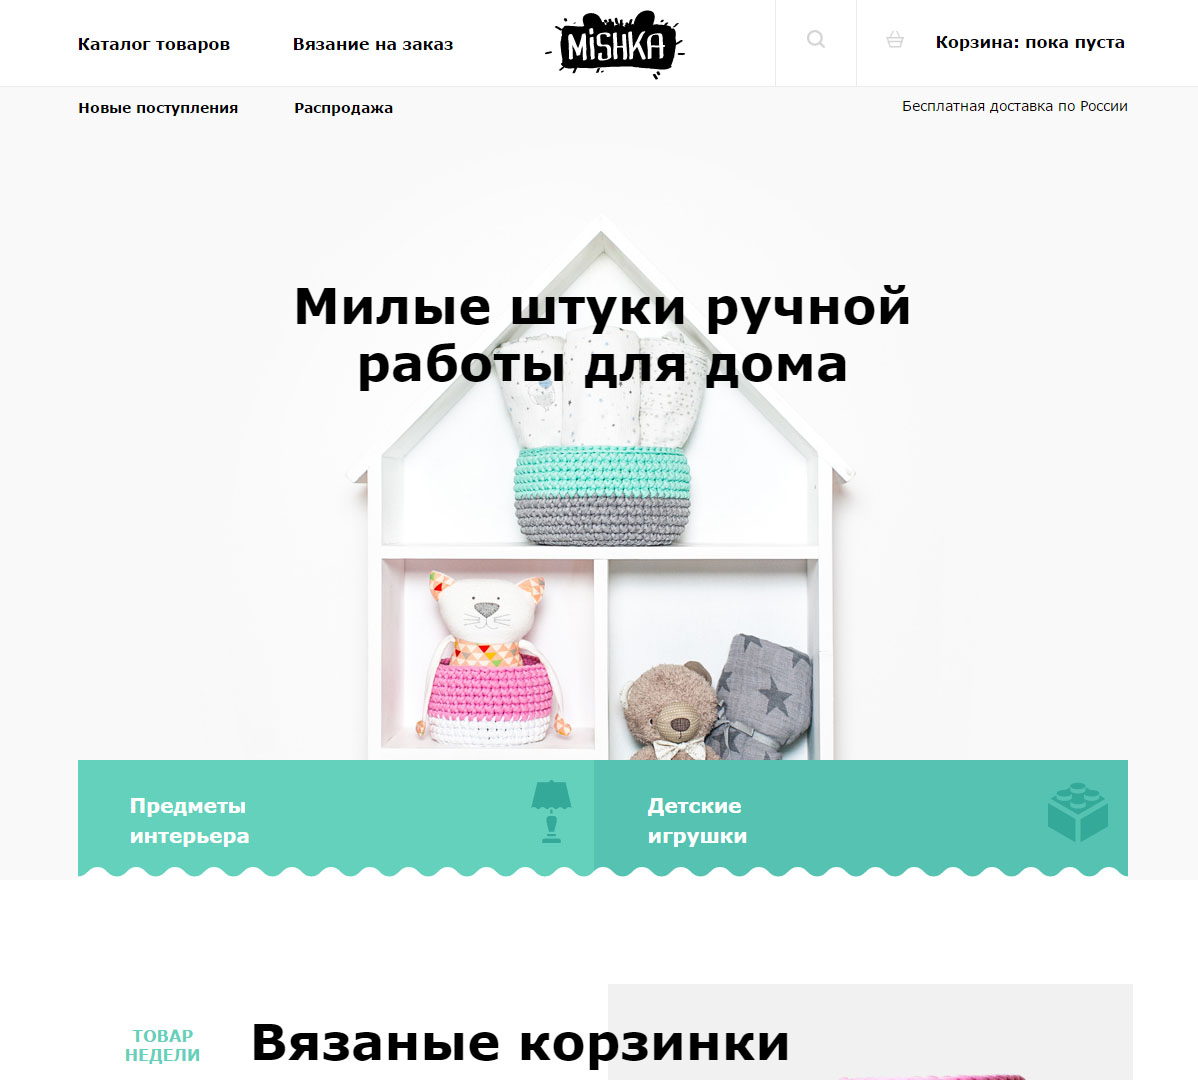 Каталог товаров
Вязание на заказ
MiSHKA
Корзина: пока пуста
Новые поступления
Распродажа
Бесплатная доставка по России
Милые штуки ручной
работы для дома
Предметы
интерьера
Детские
игрушки
ТОВАР
НЕДЕЛИ
Вязаные корзинки